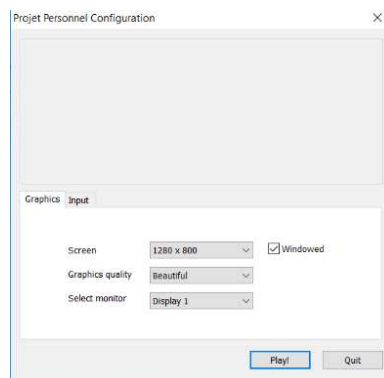 Projet Personnel Configuration
Graphics Input
Screen 1280 x 800 Windowed
Graphics quality Beautiful
Select monitor Display 1
Play! Quit